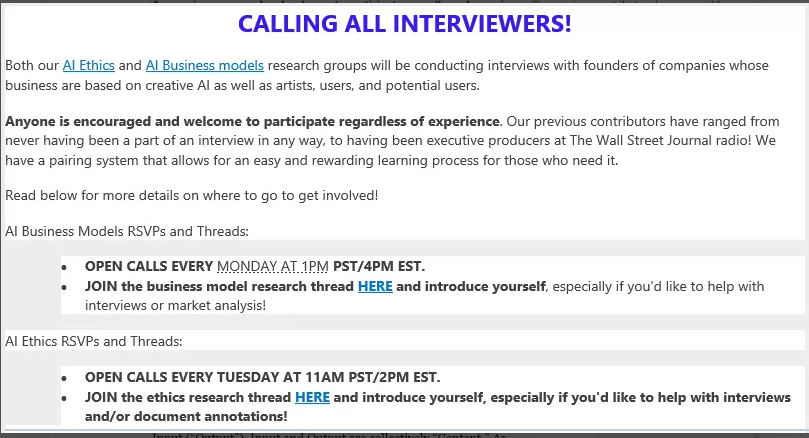 CALLING ALL INTERVIEWERS!
Both our AI Ethics and AI Business models research groups will be conducting interviews with founders of companies whose
business are based on creative AI as well as artists, users, and potential users.
Anyone is encouraged and welcome to participate regardless of experience. Our previous contributors have ranged from
never having been a part of an interview in any way, to having been executive producers at The Wall Street Journal radio! We
have a pairing system that allows for an easy and rewarding learning process for those who need it.
Read below for more details on where to go to get involved!
AI Business Models RSVPs and Threads:
• OPEN CALLS EVERY MONDAY AT 1PM PST/4PM EST.
• JOIN the business model research thread HERE and introduce yourself, especially if you'd like to help with
interviews or market analysis!
AI Ethics RSVPs and Threads:
• OPEN CALLS EVERY TUESDAY AT 11AM PST/2PM EST.
• JOIN the ethics research thread HERE and introduce yourself, especially if you'd like to help with interviews
and/or document annotations!